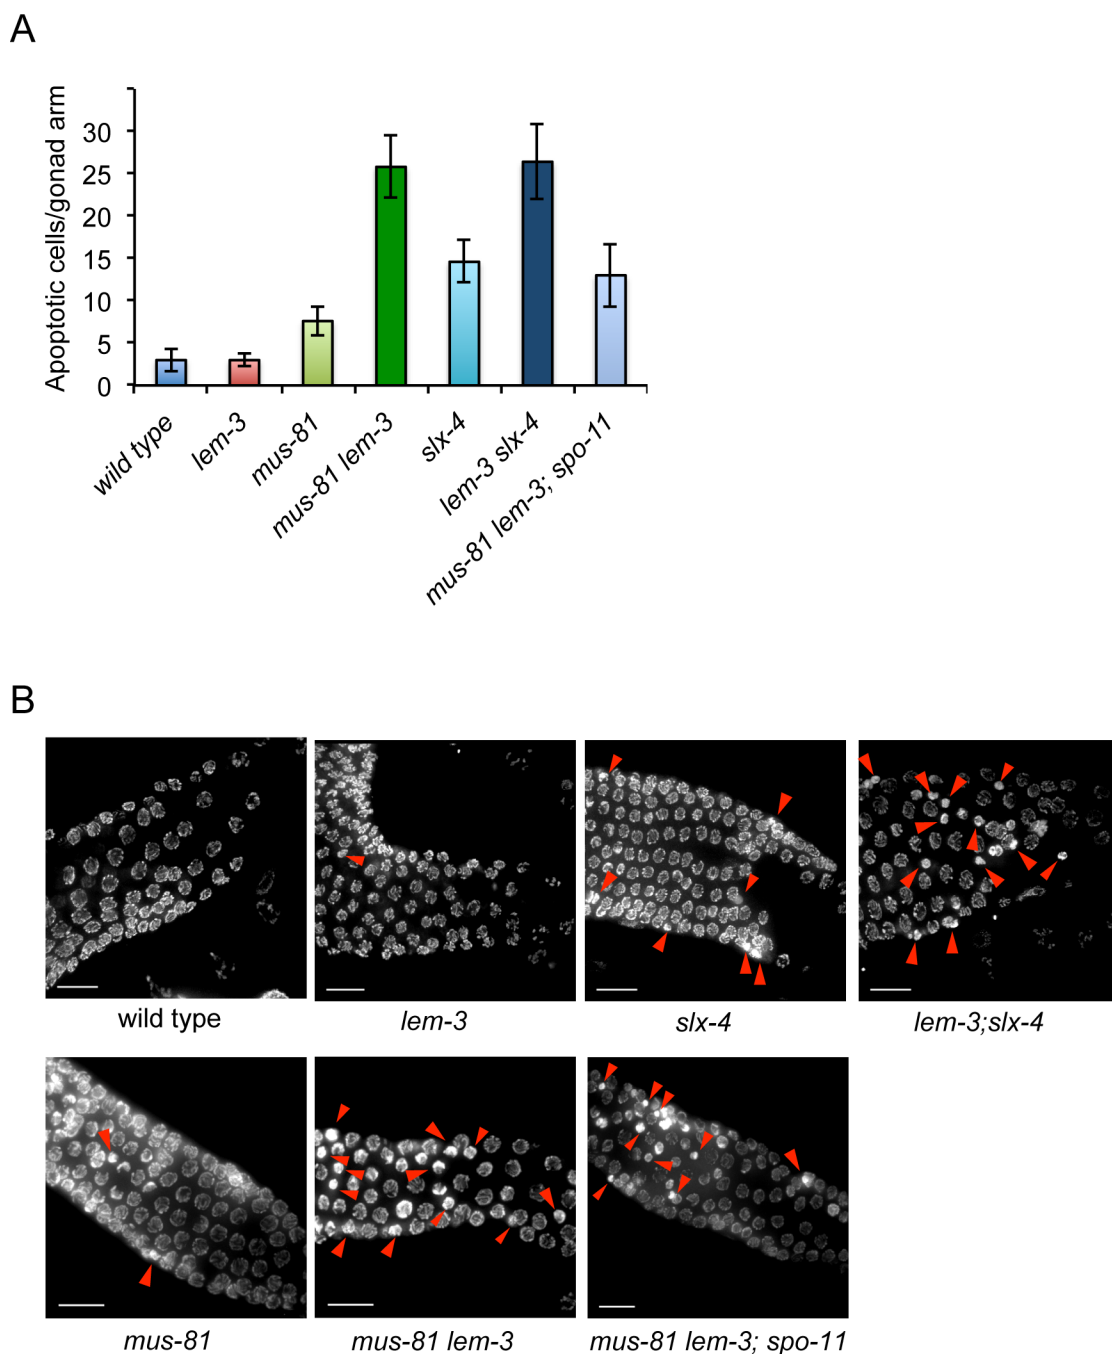 A
Apoptotic cells/gonad arm
30
25
20
15
10
5
0
wild type
lem-3
mus-81
mus-81 lem-3
slx-4
lem-3 slx-4
mus-81 lem-3; spo-11
B
wild type
lem-3
slx-4
lem-3;slx-4
mus-81
mus-81 lem-3
mus-81 lem-3; spo-11